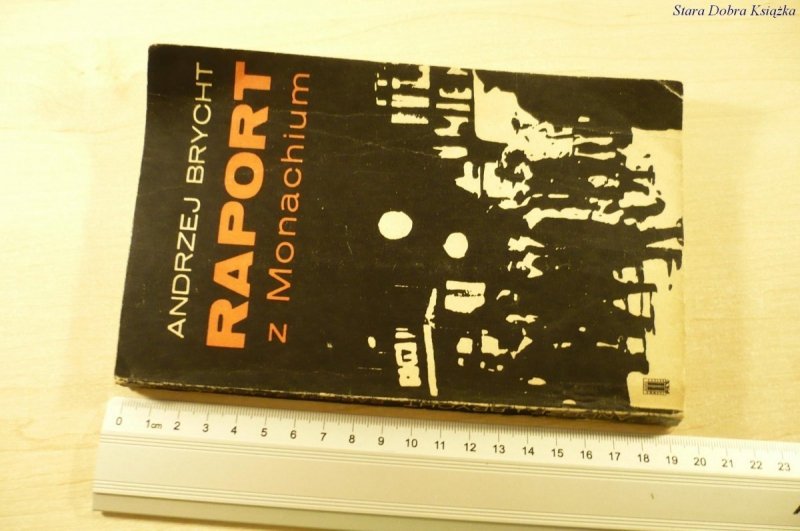 Stara Dobra Książka
ANDRZEJ BRYCHT
RAPORT
z Monachium
0 1cm 2 3 4 5 6 7 8 9 10 11 12 13 14 15 16 17 18 19 20 21 22 23